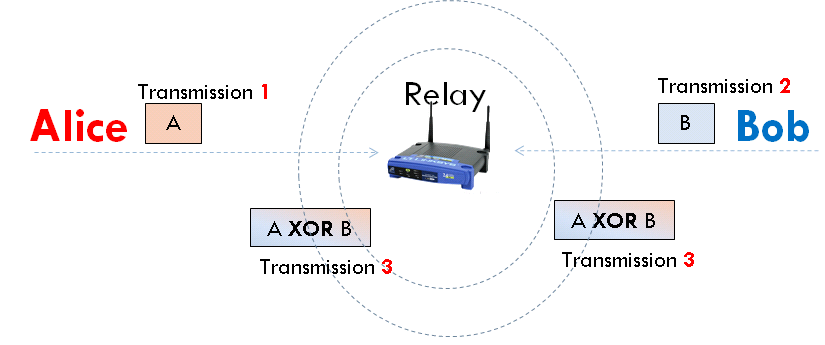 Transmission 1
Alice
A
Relay
Transmission 2
B
Bob
A XOR B
Transmission 3
A XOR B
Transmission 3